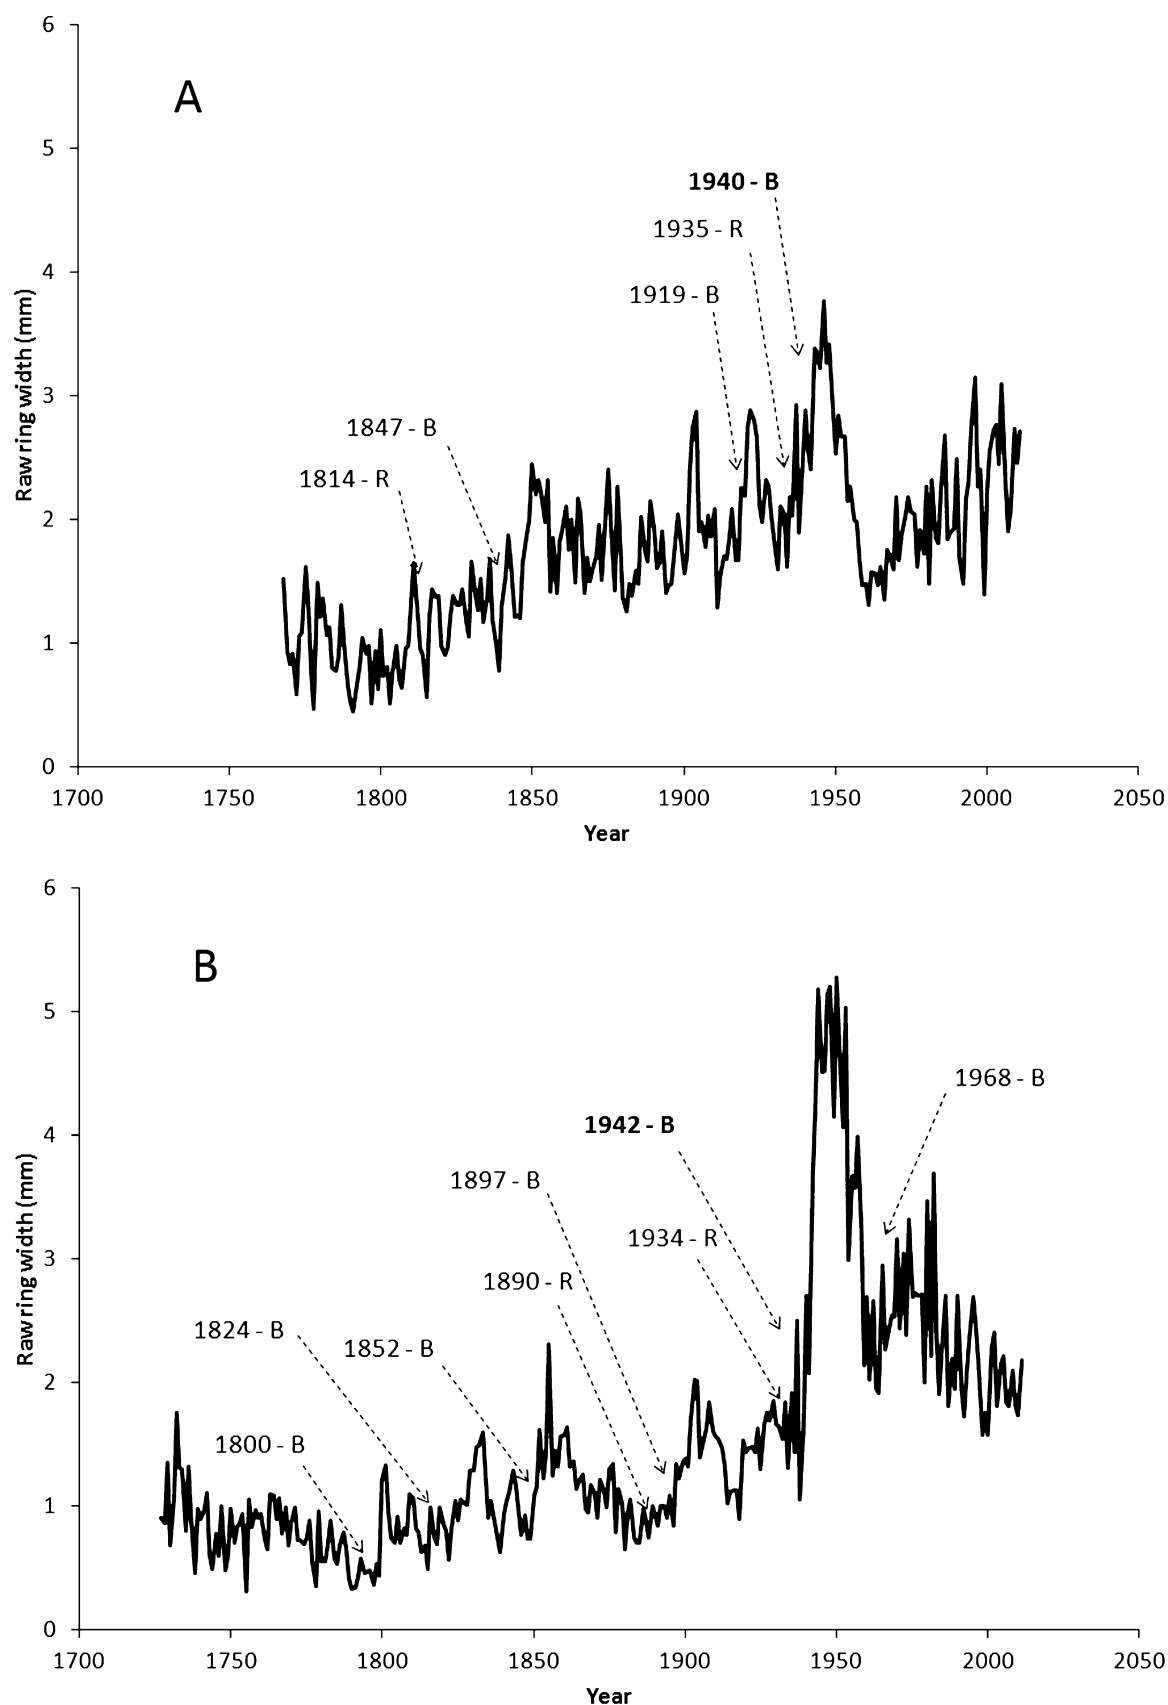 6
A
5
1940 - B
1935 - R
4
1919 - B
Raw ring width (mm)
3
1847 - B
1814 - R
2
1
0
1700 1750 1800 1850 1900 1950 2000 2050
Year
6
B
5
1968 - B
1942 - B
4
1897 - B
Raw ring width (mm)
1934 - R
3
1890 - R
1824 - B
1852 - B
2
1800 - B
1
0
1700 1750 1800 1850 1900 1950 2000 2050
Year